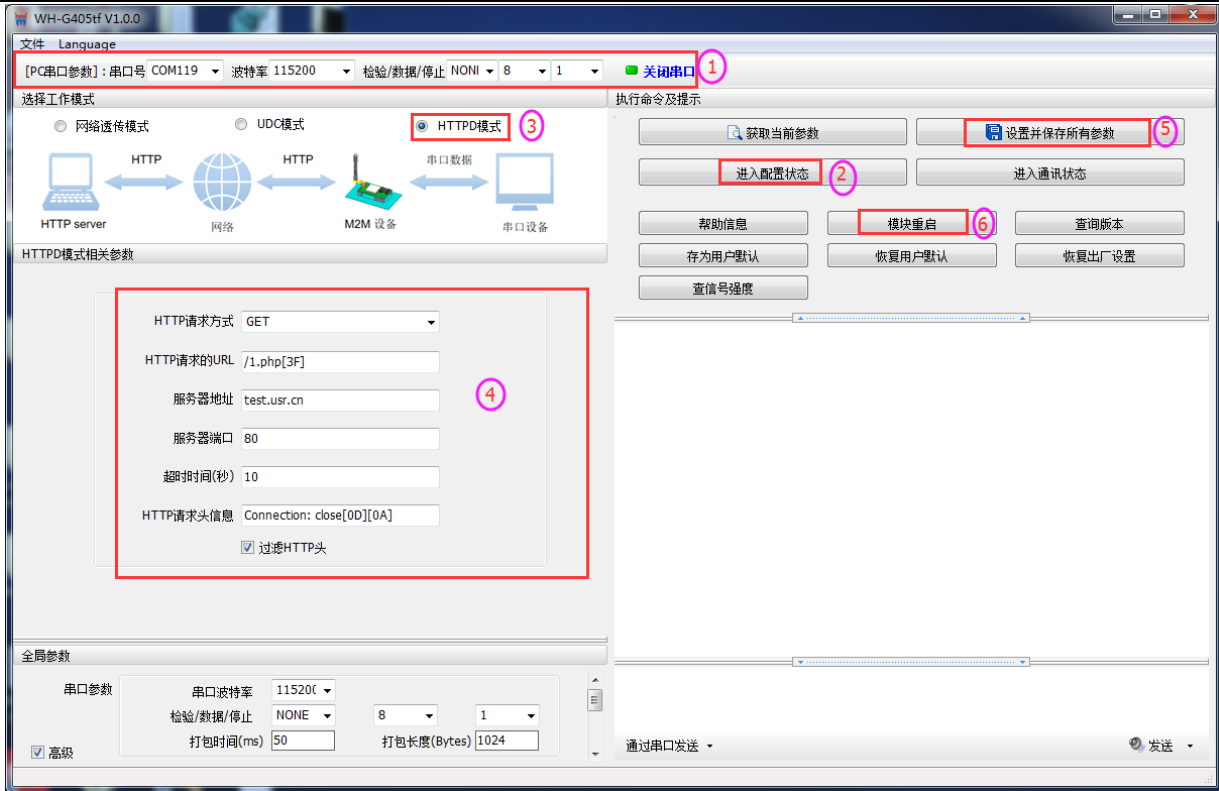 WH-G405tf V1.0.0
文件 Language
[PC串口参数]：串口号 COM119 波特率 115200 检验/数据/停止 NONI 8 1 关闭串口 1
选择工作模式
网络透传模式 UDC模式 HTTPD模式 3
HTTP HTTP 串口数据
HTTP server 网络 M2M 设备 串口设备
HTTPD模式相关参数
HTTP请求方式 GET
HTTP请求的URL /1.php[3F]
服务器地址 test.usr.cn
4
服务器端口 80
超时时间(秒) 10
HTTP请求头信息 Connection: close[0D][0A]
过滤HTTP头
全局参数
串口参数 串口波特率 115200
检验/数据/停止 NONE 8 1
打包时间(ms) 50 打包长度(Bytes) 1024
高级
执行命令及提示
获取当前参数 设置并保存所有参数 5
进入配置状态 2 进入通讯状态
帮助信息 模块重启 6 查询版本
存为用户默认 恢复用户默认 恢复出厂设置
查信号强度
通过串口发送 发送